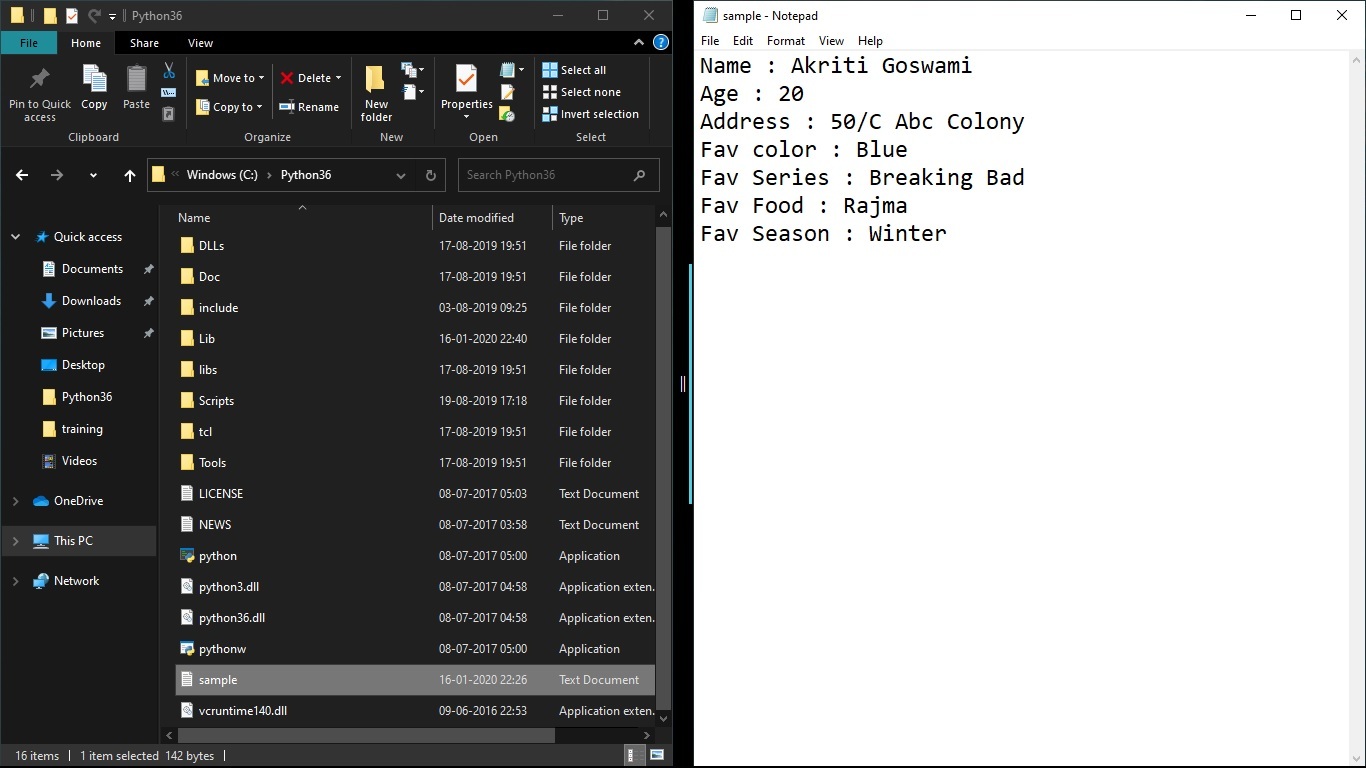 Python36
File Home Share View
Pin to Quick access
Copy
Paste
Move to
Copy to
Delete
Rename
New folder
Properties
Select all
Select none
Invert selection
Clipboard Organize New Open Select
Windows (C:) > Python36
Search Python36
Quick access
Documents
Downloads
Pictures
Desktop
Python36
training
Videos
OneDrive
This PC
Network
Name Date modified Type
DLLs 17-08-2019 19:51 File folder
Doc 17-08-2019 19:51 File folder
include 03-08-2019 09:25 File folder
Lib 16-01-2020 22:40 File folder
libs 17-08-2019 19:51 File folder
Scripts 19-08-2019 17:18 File folder
tcl 17-08-2019 19:51 File folder
Tools 17-08-2019 19:51 File folder
LICENSE 08-07-2017 05:03 Text Document
NEWS 08-07-2017 03:58 Text Document
python 08-07-2017 05:00 Application
python3.dll 08-07-2017 04:58 Application exten.
python36.dll 08-07-2017 04:58 Application exten.
pythonw 08-07-2017 05:00 Application
sample 16-01-2020 22:26 Text Document
vcruntime140.dll 09-06-2016 22:53 Application exten.
16 items 1 item selected 142 bytes
sample - Notepad
File Edit Format View Help
Name : Akriti Goswami
Age : 20
Address : 50/C Abc Colony
Fav color : Blue
Fav Series : Breaking Bad
Fav Food : Rajma
Fav Season : Winter